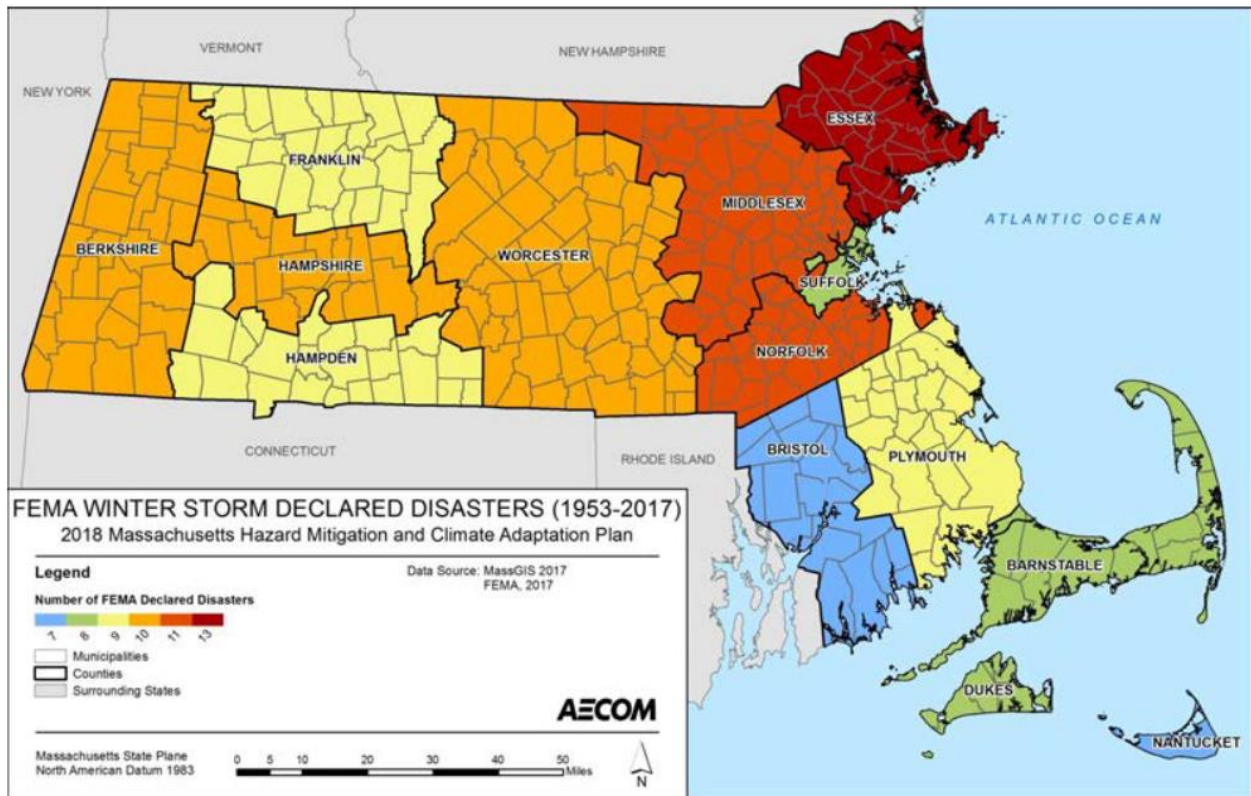 VERMONT
NEW HAMPSHIRE
NEW YORK
ESSEX
FRANKLIN
MIDDLESEX
ATLANTIC OCEAN
BERKSHIRE
HAMPSHIRE
WORCESTER
SUFFOLK
HAMPDEN
NORFOLK
CONNECTICUT
RHODE ISLAND
BRISTOL
PLYMOUTH
BARNSTABLE
DUKES
NANTUCKET
FEMA WINTER STORM DECLARED DISASTERS (1953-2017)
2018 Massachusetts Hazard Mitigation and Climate Adaptation Plan
Legend
Data Source: MassGIS 2017
FEMA, 2017
Number of FEMA Declared Disasters
7 8 9 10 11 13
Municipalities
Counties
Surrounding States
AECOM
Massachusetts State Plane
North American Datum 1983
0 5 10 20 30 40 50
Miles
N